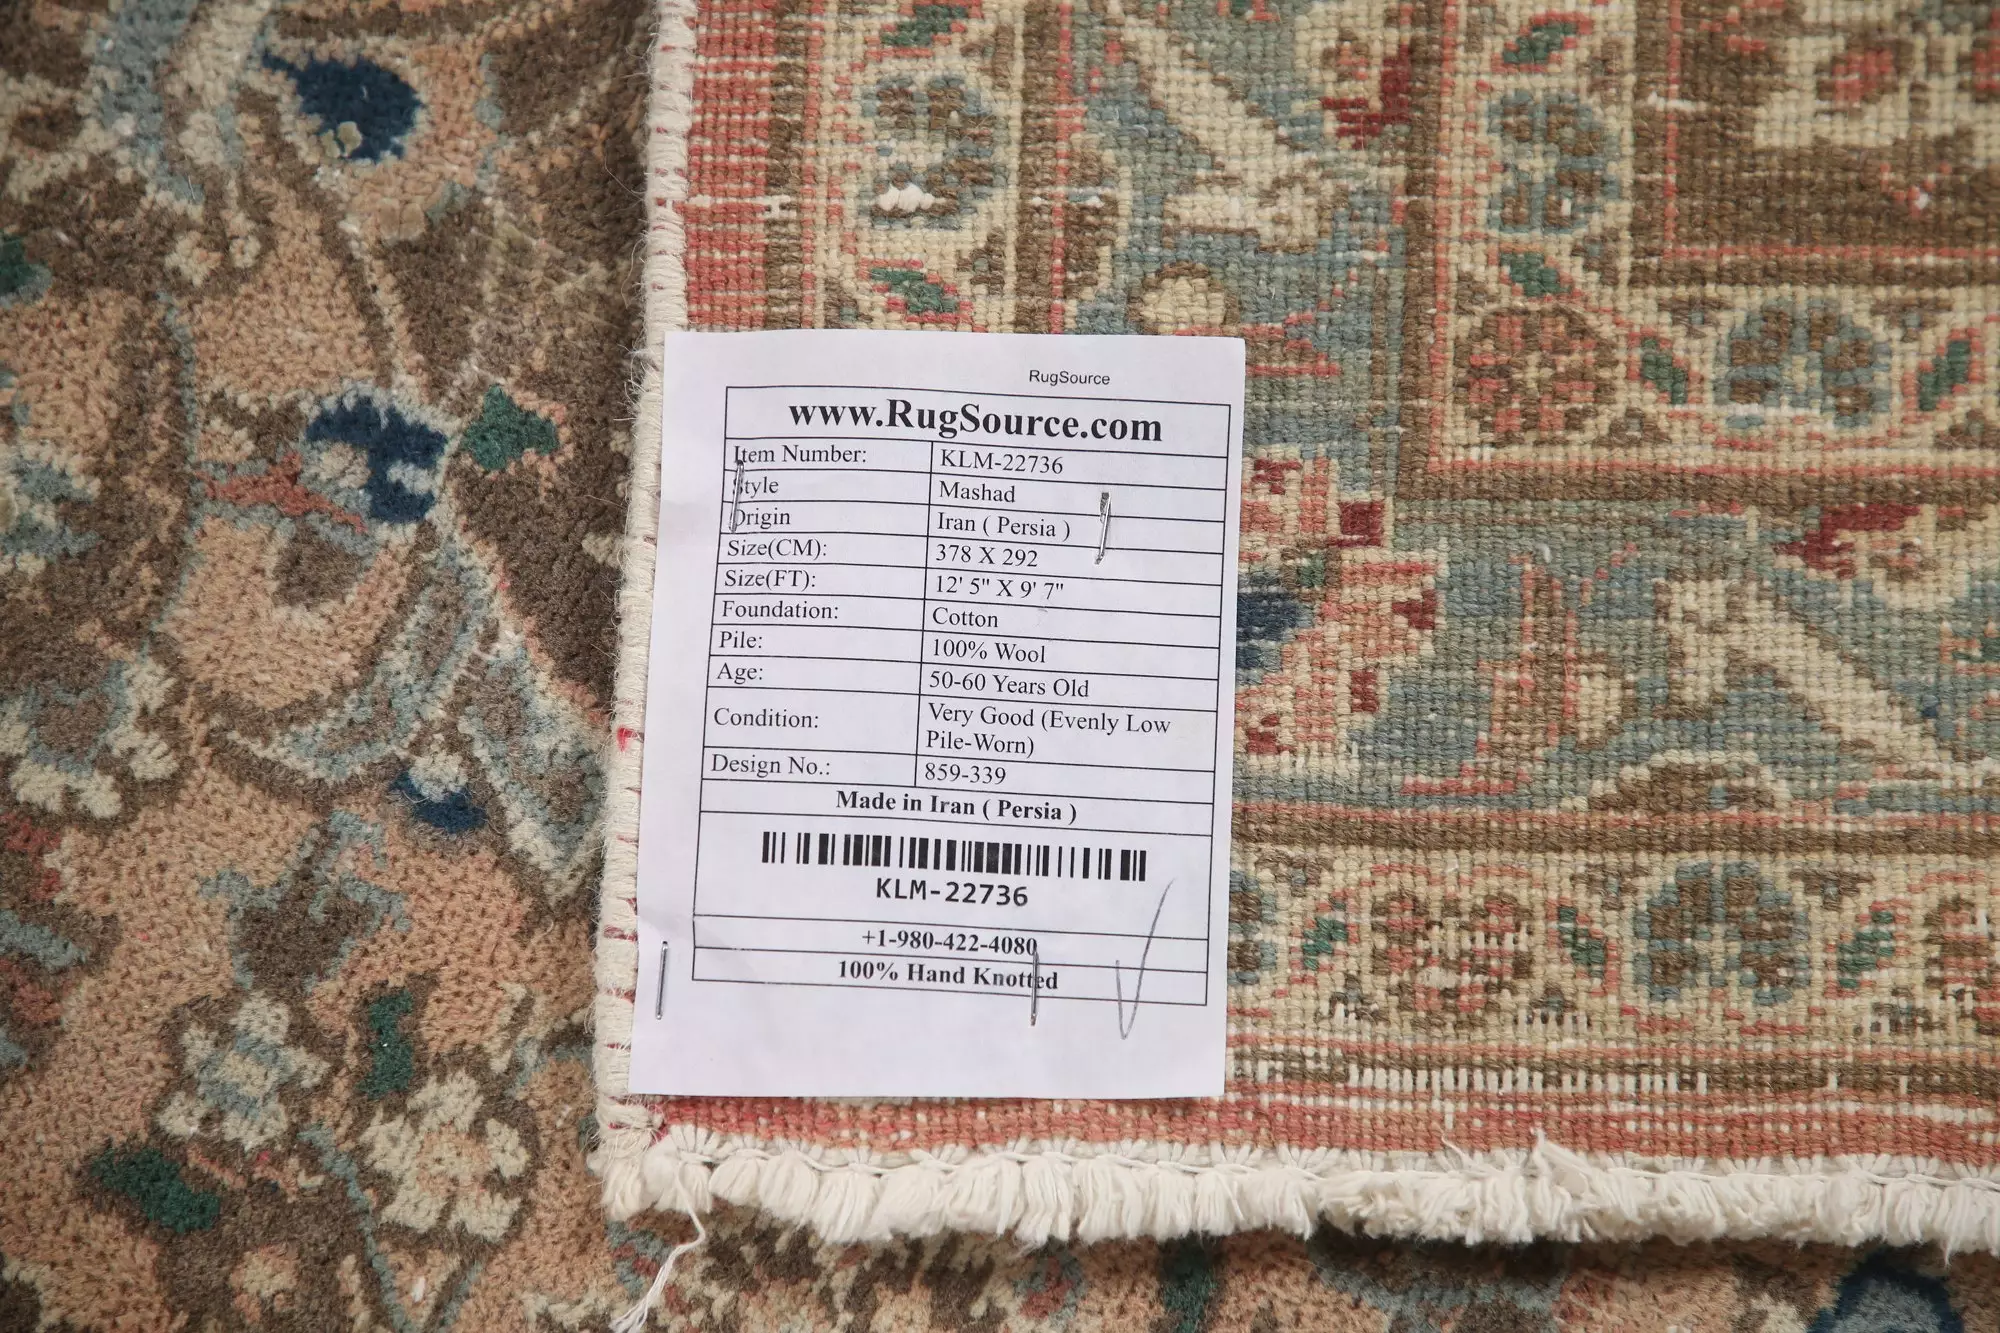 RugSource
www.RugSource.com
Item Number: KLM-22736
Style Mashad
Origin Iran ( Persia )
Size(CM): 378 X 292
Size(FT): 12' 5" X 9' 7"
Foundation: Cotton
Pile: 100% Wool
Age: 50-60 Years Old
Condition: Very Good (Evenly Low
Pile-Worn)
Design No.: 859-339
Made in Iran ( Persia )
KLM-22736
+1-980-422-4080
100% Hand Knotted